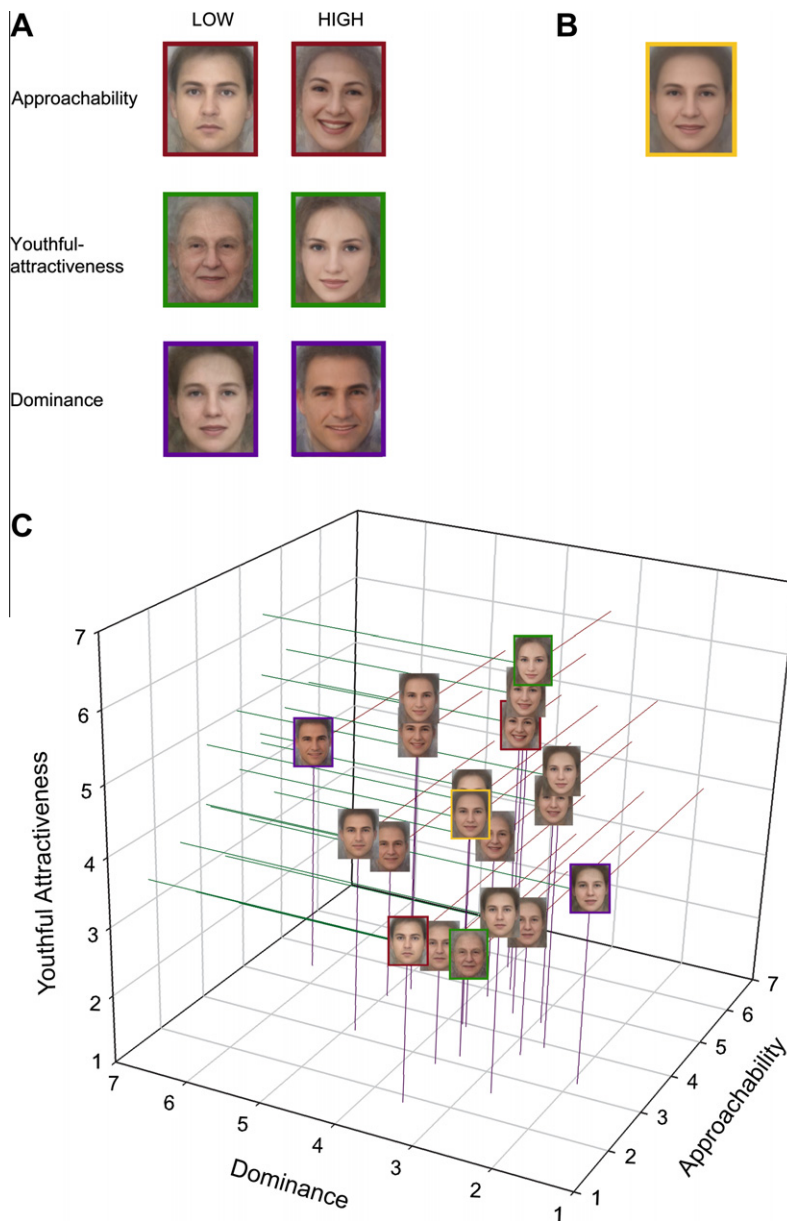 A
LOW
HIGH
B
Approachability
Youthful-
attractiveness
Dominance
C
7
6
5
4
3
2
1
Youthful Attractiveness
7
6
5
4
3
2
1
Dominance
7
6
5
4
3
2
1
Approachability